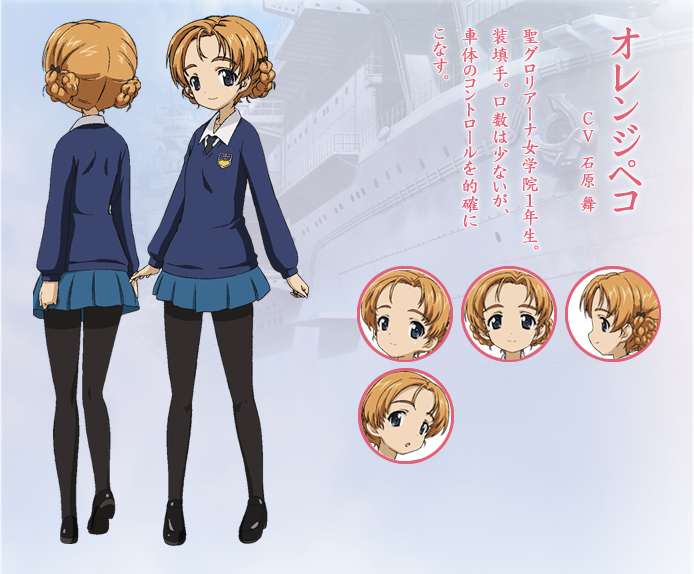 オレンジペコ
CV 石原 舞
聖グロリアーナ女学院1年生。
装填手。口数は少ないが、
車体のコントロールを的確に
こなす。